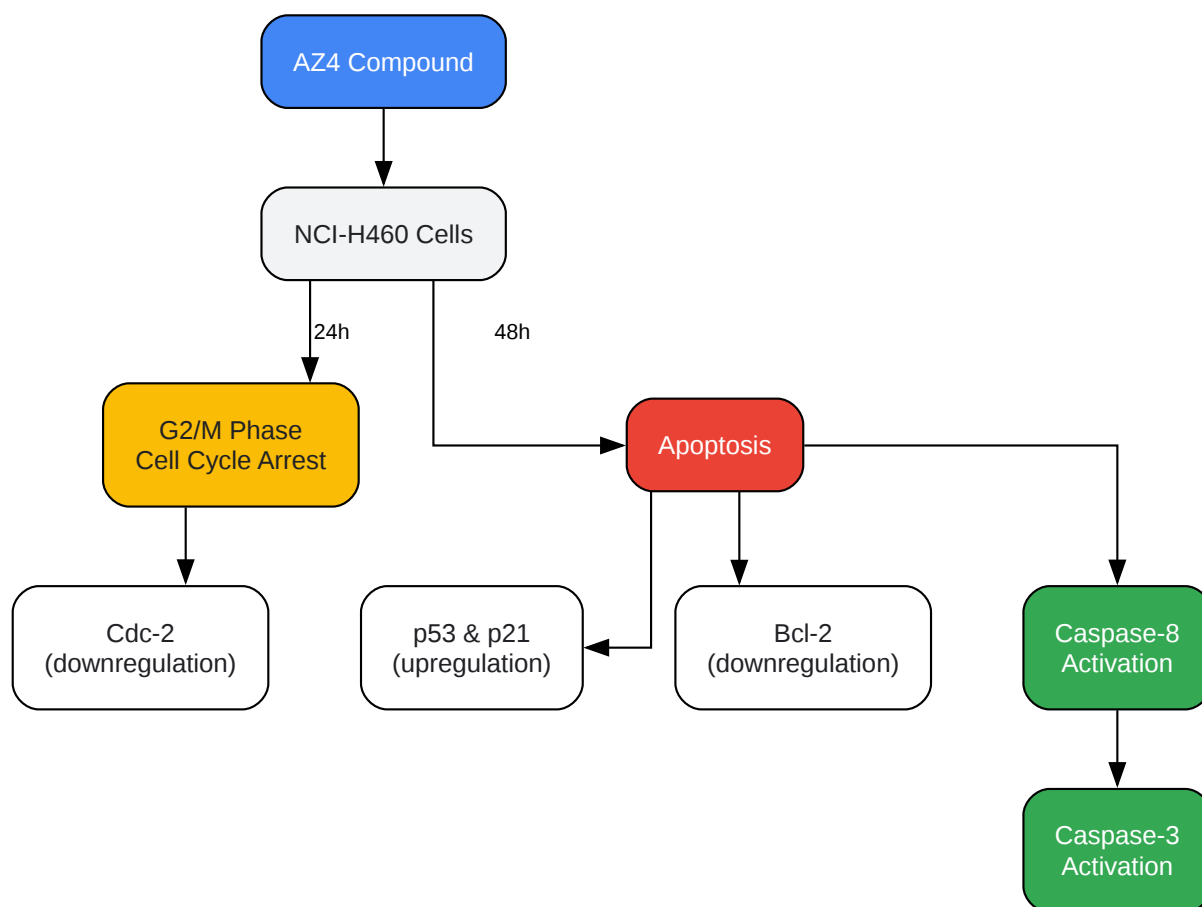 AZ4 Compound
NCI-H460 Cells
24h
48h
G2/M Phase
Cell Cycle Arrest
Apoptosis
Cdc-2
(downregulation)
p53 & p21
(upregulation)
Bcl-2
(downregulation)
Caspase-8
Activation
Caspase-3
Activation